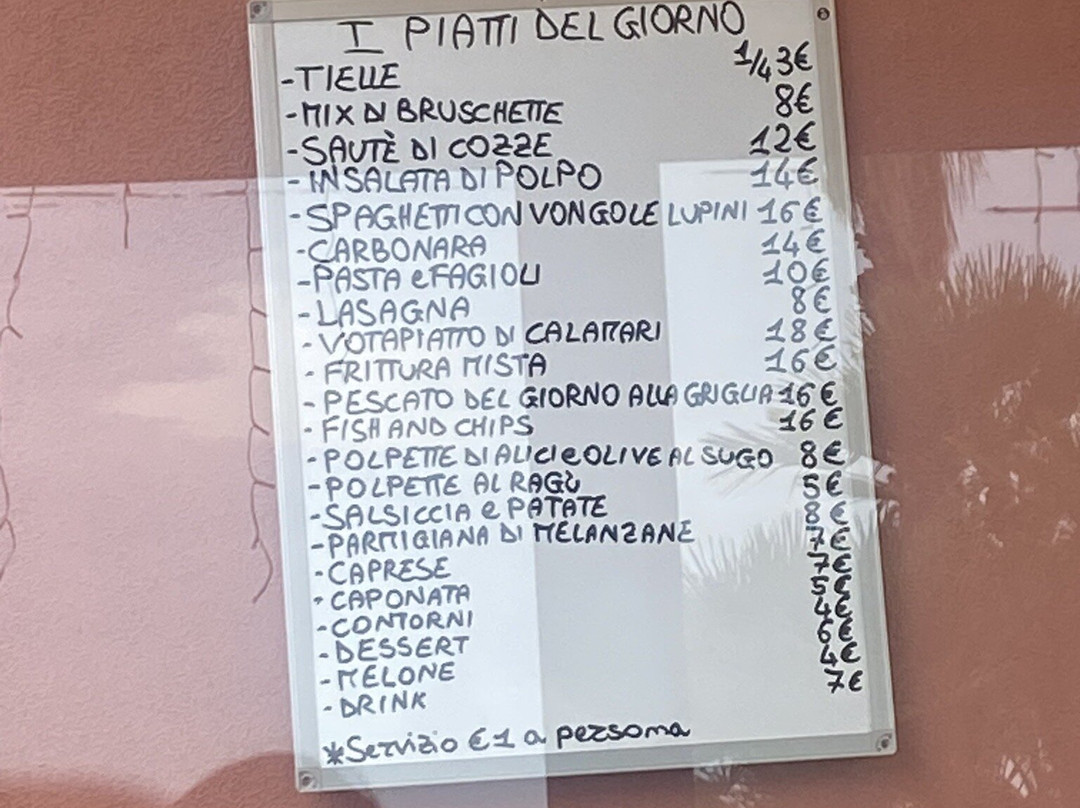 I PIATTI DEL GIORNO
-TIELLE 1/4 3€
-MIX DI BRUSCHETTE 8€
-SAUTÈ DI COZZE 12€
-INSALATA DI POLPO 14€
-SPAGHETTI CON VONGOLE LUPINI 16€
-CARBONARA 14€
-PASTA e FAGIOLI 10€
-LASAGNA 8€
-VOTAPIATTO DI CALAMARI 18€
-FRITTURA MISTA 16€
-PESCATO DEL GIORNO ALLA GRIGLIA 16€
-FISH AND CHIPS 16€
-POLPETTE DI ALICI e OLIVE AL SUGO 8€
-POLPETTE AL RAGÙ 5€
-SALSICCIA e PATATE 8€
-PARMIGIANA DI MELANZANE 7€
-CAPRESE 7€
-CAPONATA 5€
-CONTORNI 4€
-DESSERT 6€
-MELONE 4€
-DRINK 7€
*Servizio €1 a persona